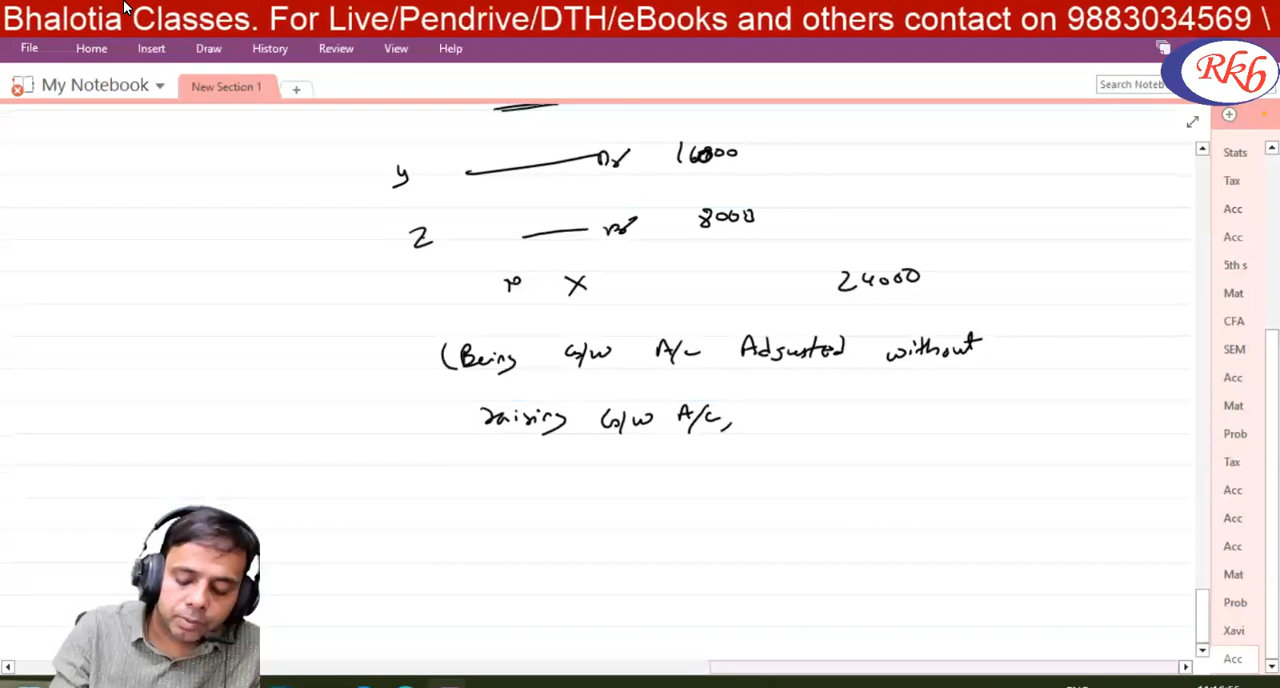 Bhalotia Classes. For Live/Pendrive/DTH/eBooks and others contact on 9883034569 \
File Home Insert Draw History Review View Help
Rkb
My Notebook New Section 1 +
Search Noteb
Y Dr 16000
Z Dr 8000
To X 24000
(Being G/W A/C Adjusted without
raising G/W A/C,
Stats
Tax
Acc
Acc
5th s
Mat
CFA
SEM
Acc
Mat
Prob
Tax
Acc
Acc
Acc
Mat
Prob
Xavi
Acc